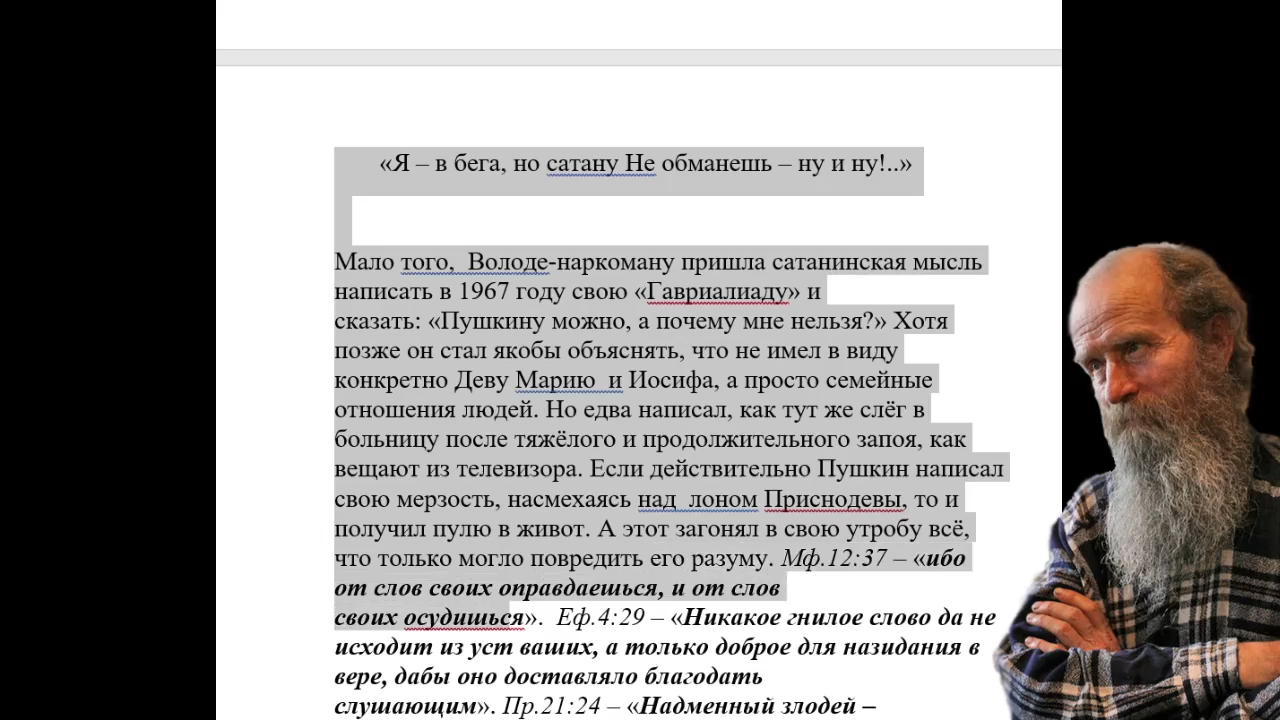 «Я – в бега, но сатану Не обманешь – ну и ну!..»
Мало того,  Володе-наркоману пришла сатанинская мысль
написать в 1967 году свою «Гавриалиаду» и
сказать: «Пушкину можно, а почему мне нельзя?» Хотя
позже он стал якобы объяснять, что не имел в виду
конкретно Деву Марию  и Иосифа, а просто семейные
отношения людей. Но едва написал, как тут же слёг в
больницу после тяжёлого и продолжительного запоя, как
вещают из телевизора. Если действительно Пушкин написал
свою мерзость, насмехаясь над  лоном Приснодевы, то и
получил пулю в живот. А этот загонял в свою утробу всё,
что только могло повредить его разуму. Мф.12:37 – «ибо
от слов своих оправдаешься, и от слов
своих осудишься».  Еф.4:29 – «Никакое гнилое слово да не
исходит из уст ваших, а только доброе для назидания в
вере, дабы оно доставляло благодать
слушающим». Пр.21:24 – «Надменный злодей –